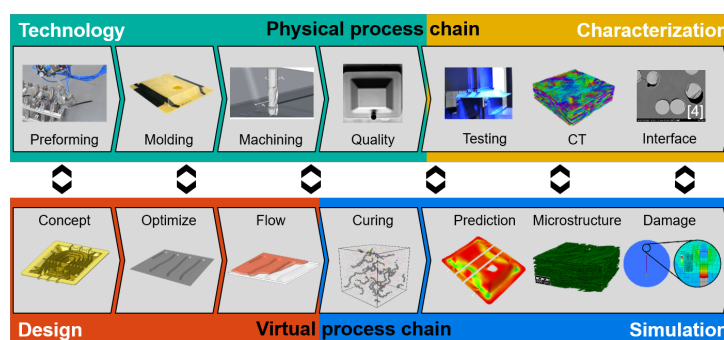 Technology Physical process chain Characterization
Preforming Molding Machining Quality Testing CT Interface
[4]
Concept Optimize Flow Curing Prediction Microstructure Damage
Design Virtual process chain Simulation